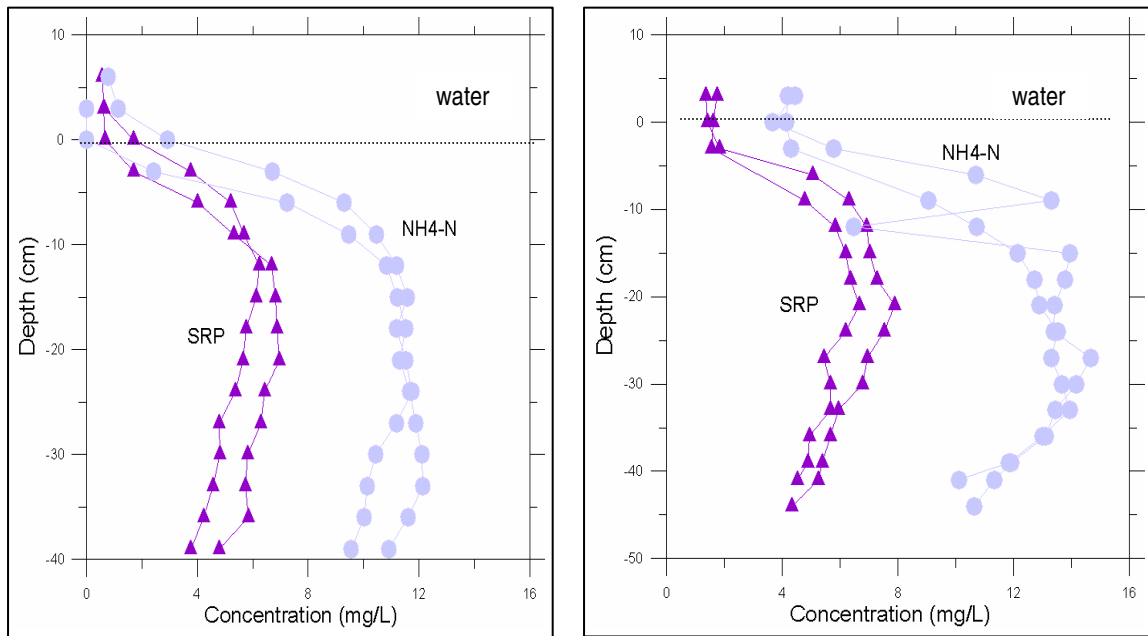 10
0
-10
-20
-30
-40
Depth (cm)
0
4
8
12
16
Concentration (mg/L)
water
NH4-N
SRP
10
0
-10
-20
-30
-40
-50
Depth (cm)
0
4
8
12
16
Concentration (mg/L)
water
NH4-N
SRP